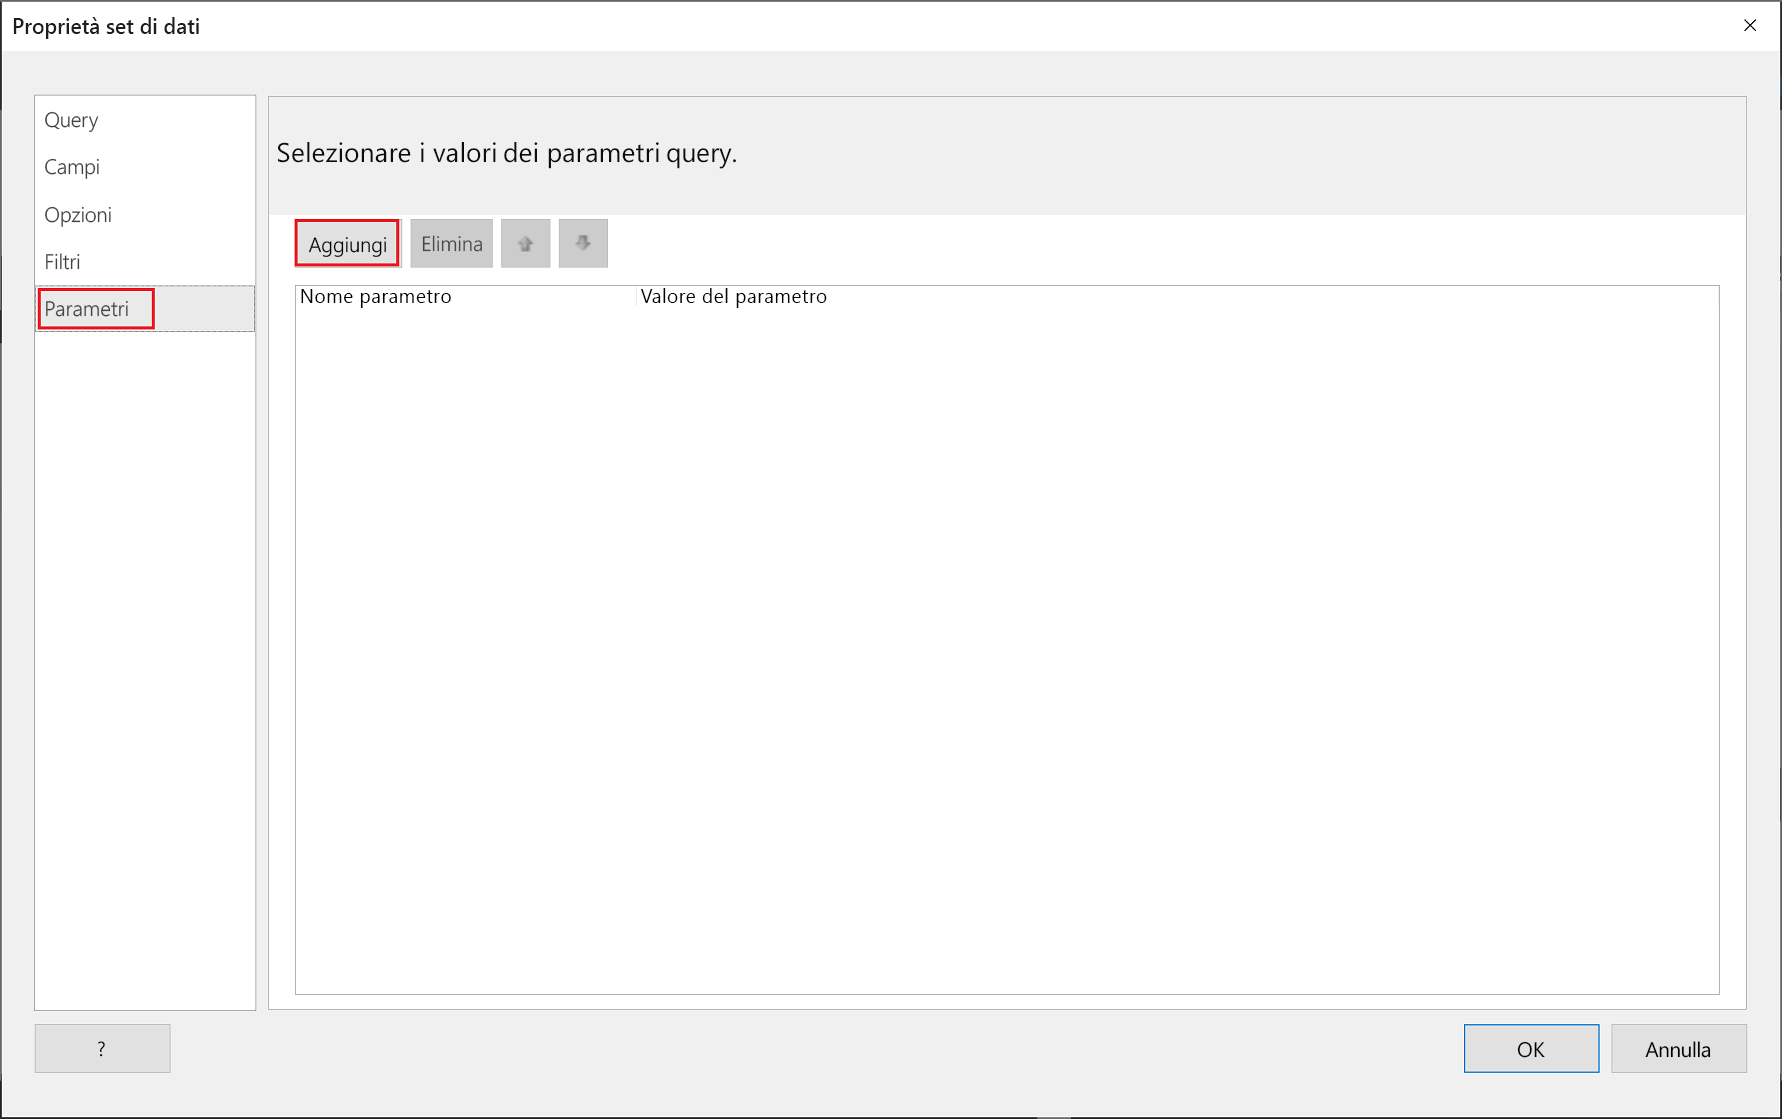 Proprietà set di dati
Query
Campi
Opzioni
Filtri
Parametri
Selezionare i valori dei parametri query.
Aggiungi Elimina
Nome parametro Valore del parametro
? OK Annulla